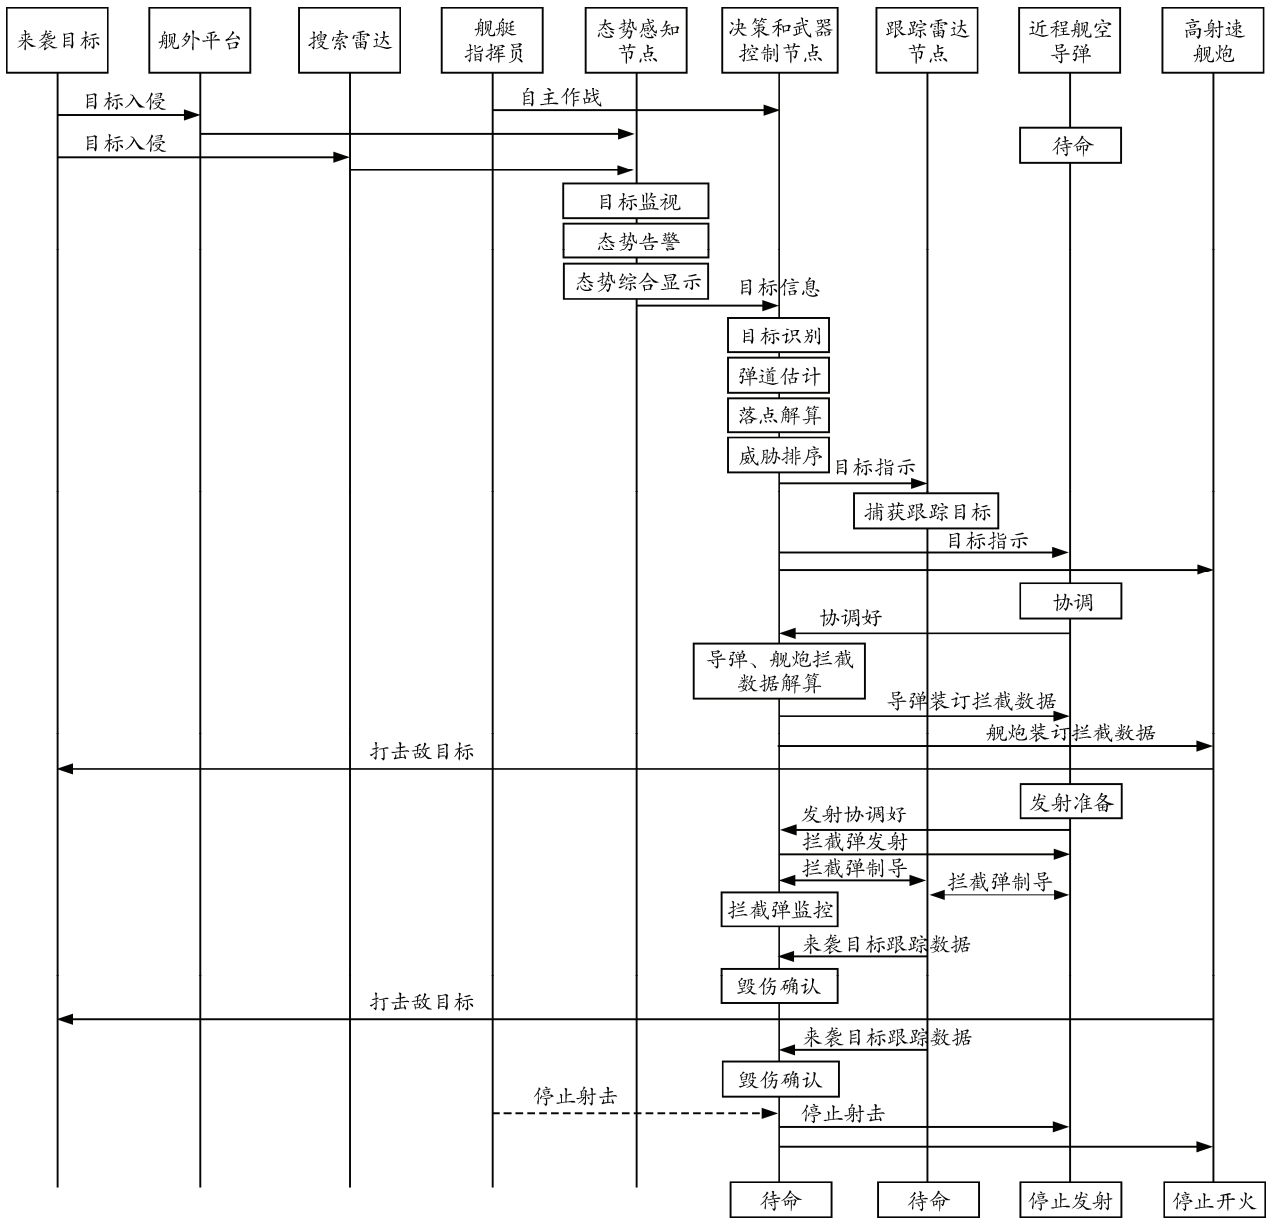 来袭目标
舰外平台
搜索雷达
舰艇
指挥员
态势感知
节点
决策和武器
控制节点
跟踪雷达
节点
近程舰空
导弹
高射速
舰炮
目标入侵
自主作战
目标入侵
待命
目标监视
态势告警
态势综合显示
目标信息
目标识别
弹道估计
落点解算
威胁排序
目标指示
捕获跟踪目标
目标指示
协调
协调好
导弹、舰炮拦截
数据解算
导弹装订拦截数据
舰炮装订拦截数据
打击敌目标
发射准备
发射协调好
拦截弹发射
拦截弹制导
拦截弹制导
拦截弹监控
来袭目标跟踪数据
毁伤确认
打击敌目标
来袭目标跟踪数据
毁伤确认
停止射击
停止射击
待命
待命
停止发射
停止开火